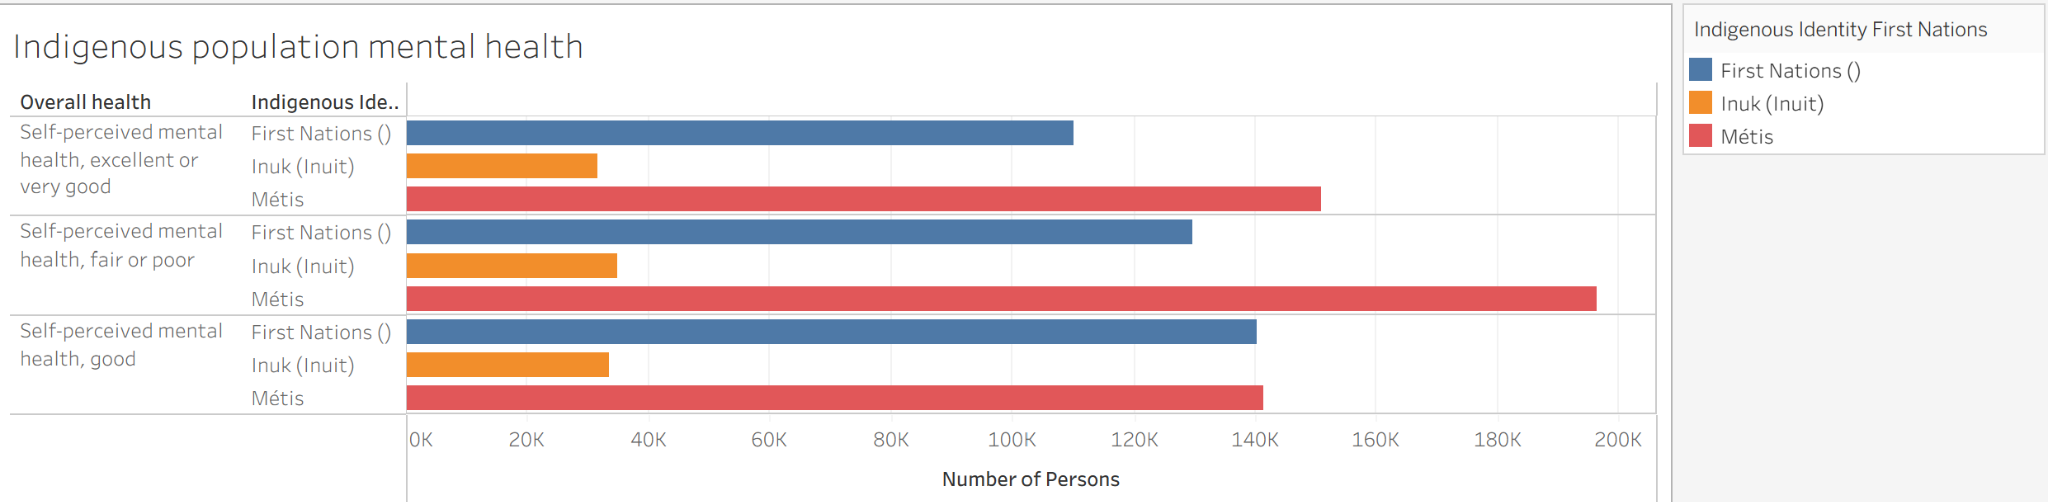 Indigenous population mental health
Overall health
Indigenous Ide..
Self-perceived mental
health, excellent or
very good
First Nations ()
Inuk (Inuit)
Métis
Self-perceived mental
health, fair or poor
First Nations ()
Inuk (Inuit)
Métis
Self-perceived mental
health, good
First Nations ()
Inuk (Inuit)
Métis
0K 20K 40K 60K 80K 100K 120K 140K 160K 180K 200K
Number of Persons
Indigenous Identity First Nations
First Nations ()
Inuk (Inuit)
Métis